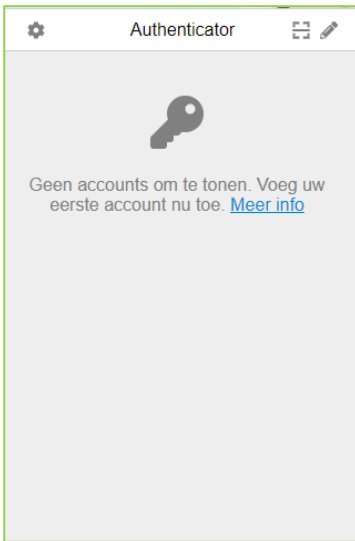 Authenticator
Geen accounts om te tonen. Voeg uw
eerste account nu toe. Meer info